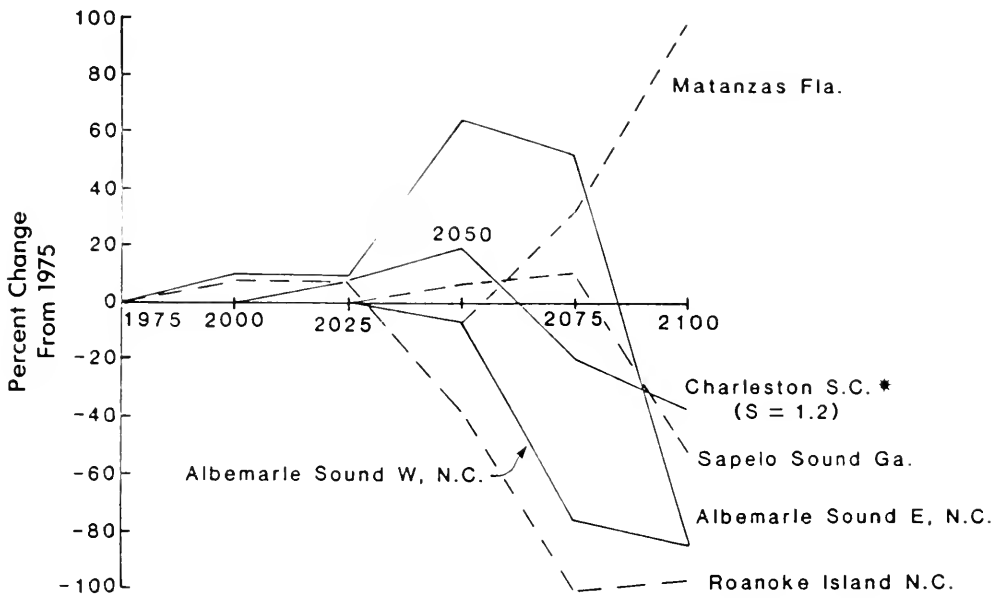 100
80
60
40
20
0
-20
-40
-60
-80
-100
Percent Change
From 1975
1975
2000
2025
2050
2075
2100
Matanzas Fla.
Charleston S.C. *
(S = 1.2)
Sapelo Sound Ga.
Albemarle Sound W, N.C.
Albemarle Sound E, N.C.
Roanoke Island N.C.